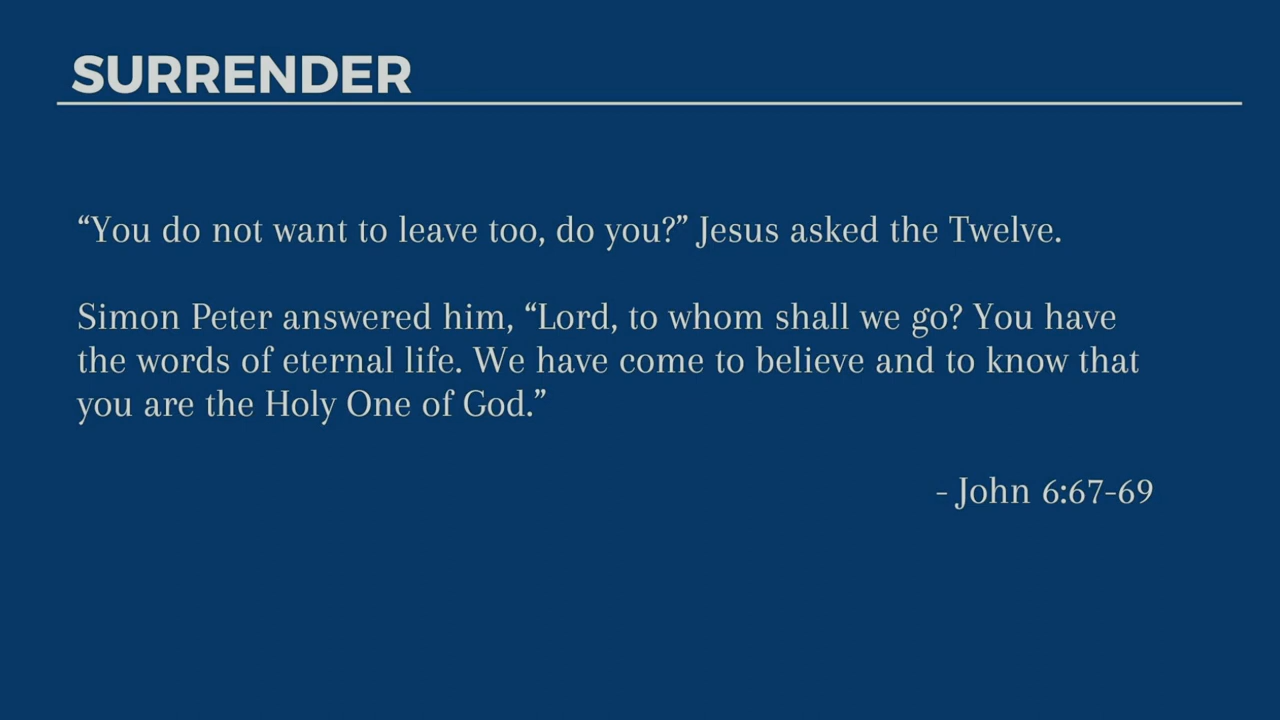 SURRENDER
“You do not want to leave too, do you?” Jesus asked the Twelve.
Simon Peter answered him, “Lord, to whom shall we go? You have
the words of eternal life. We have come to believe and to know that
you are the Holy One of God.”
- John 6:67-69